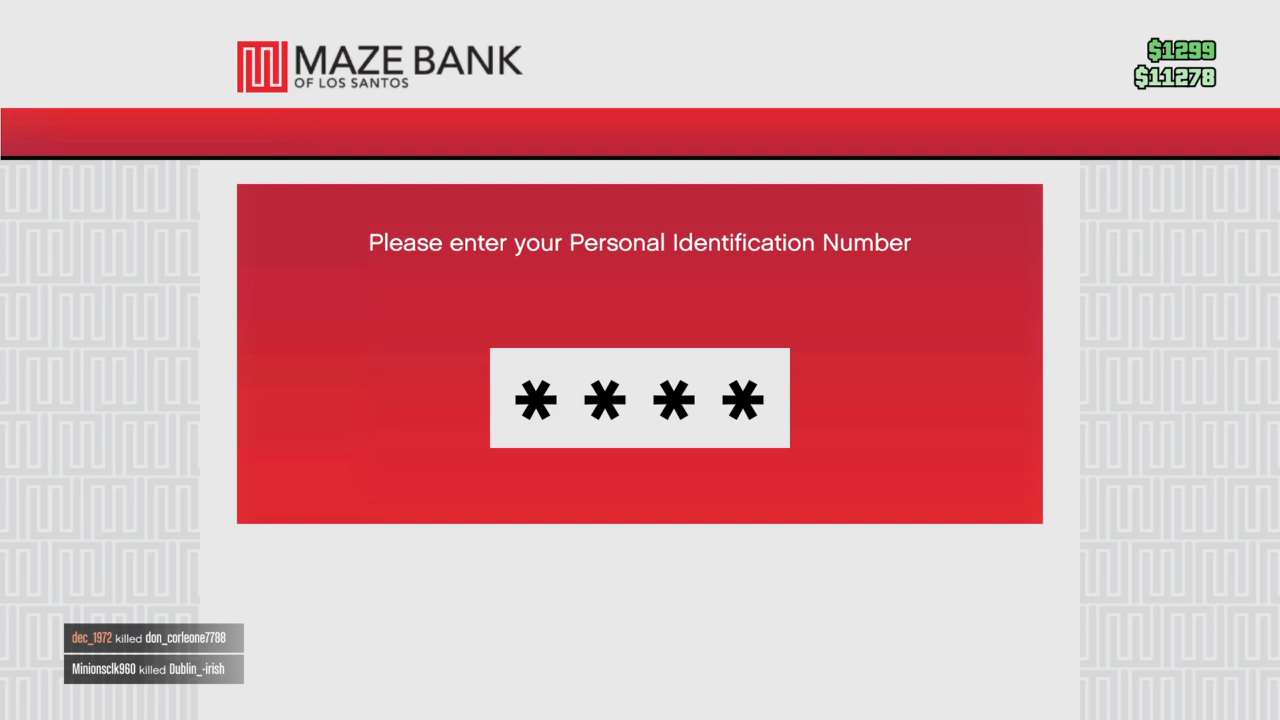 MAZE BANK
OF LOS SANTOS
$1299
$11278
Please enter your Personal Identification Number
* * * *
dec_1972 killed don_corleone7788
Minionsclk960 killed Dublin_-irish